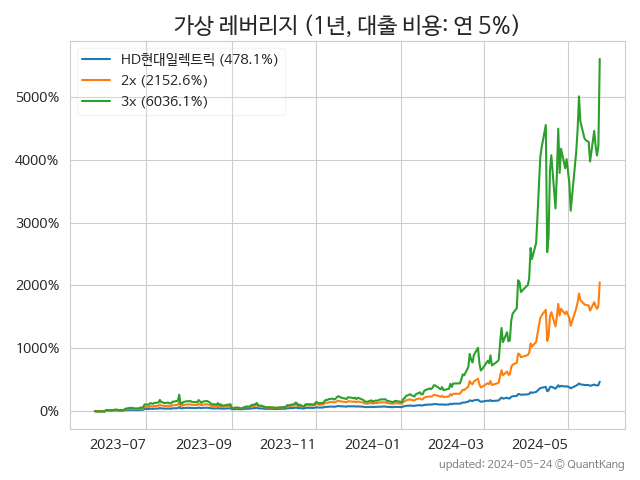 가상 레버리지 (1년, 대출 비용: 연 5%)
HD현대일렉트릭 (478.1%)
2x (2152.6%)
3x (6036.1%)
5000%
4000%
3000%
2000%
1000%
0%
2023-07 2023-09 2023-11 2024-01 2024-03 2024-05
updated: 2024-05-24 © QuantKang